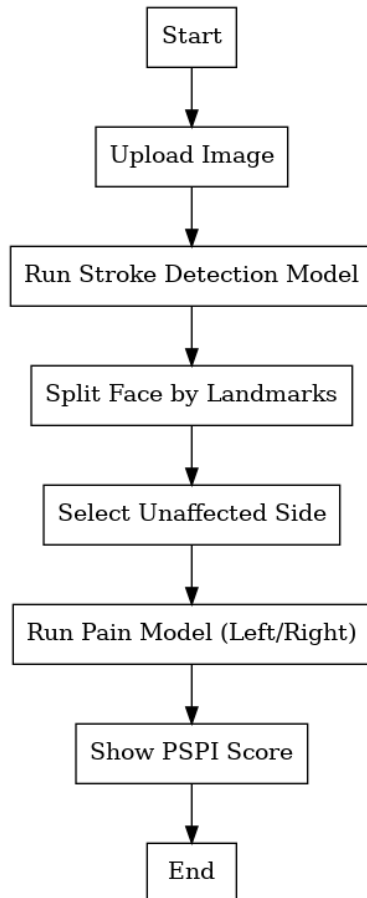 Start
Upload Image
Run Stroke Detection Model
Split Face by Landmarks
Select Unaffected Side
Run Pain Model (Left/Right)
Show PSPI Score
End